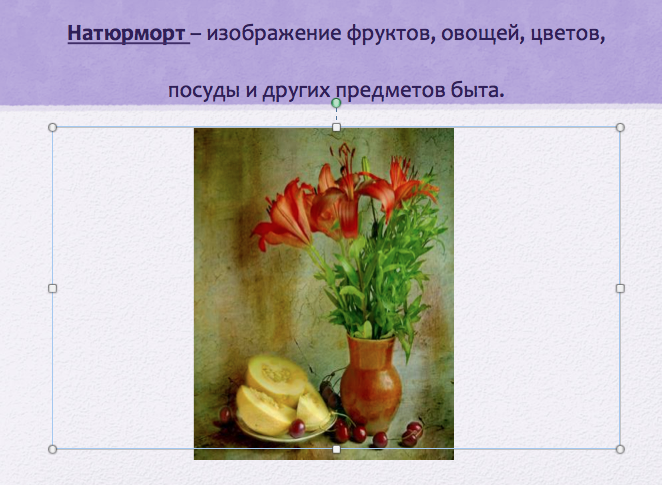 Натюрморт – изображение фруктов, овощей, цветов,
посуды и других предметов быта.